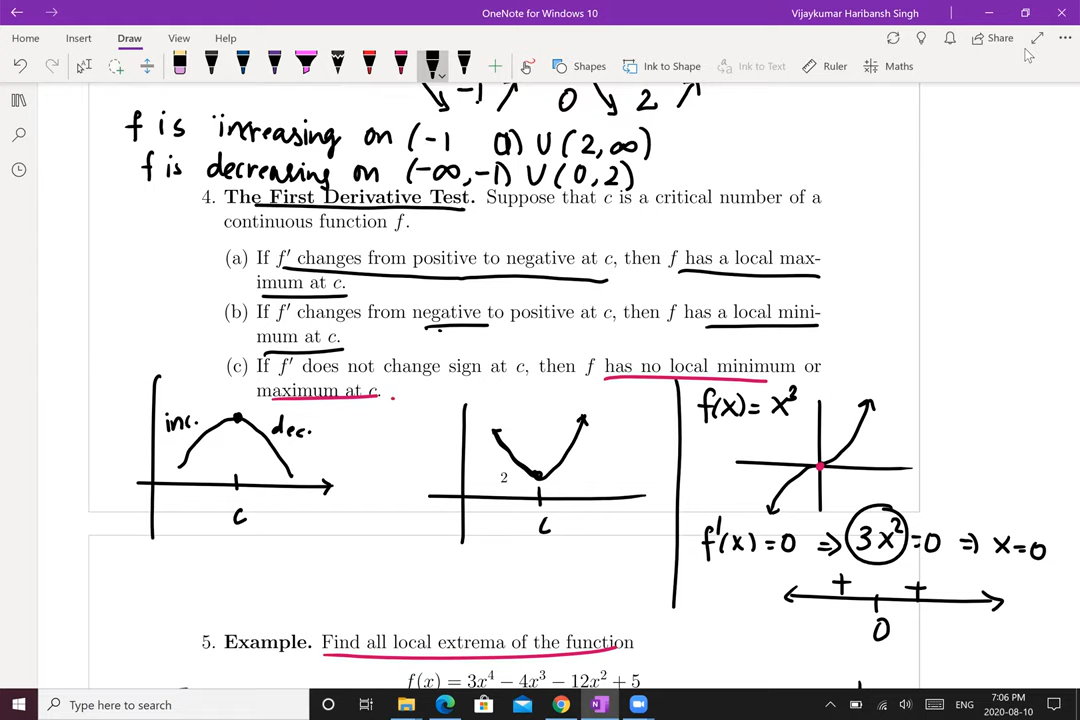 OneNote for Windows 10
Vijaykumar Haribansh Singh
Home Insert Draw View Help
Share
Shapes Ink to Shape Ink to Text Ruler Maths
-1 0 2
f is increasing on (-1 0) U (2, ∞)
f is decreasing on (-∞, -1) U (0, 2)
4. The First Derivative Test. Suppose that c is a critical number of a
continuous function f.
(a) If f' changes from positive to negative at c, then f has a local max-
imum at c.
(b) If f' changes from negative to positive at c, then f has a local mini-
mum at c.
(c) If f' does not change sign at c, then f has no local minimum or
maximum at c.
inc. dec.
c
2
c
f(x) = x³
f'(x) = 0 ⇒ 3x² = 0 ⇒ x = 0
+ +
0
5. Example. Find all local extrema of the function
f(x) = 3x⁴ − 4x³ − 12x² + 5
Type here to search
ENG
7:06 PM
2020-08-10